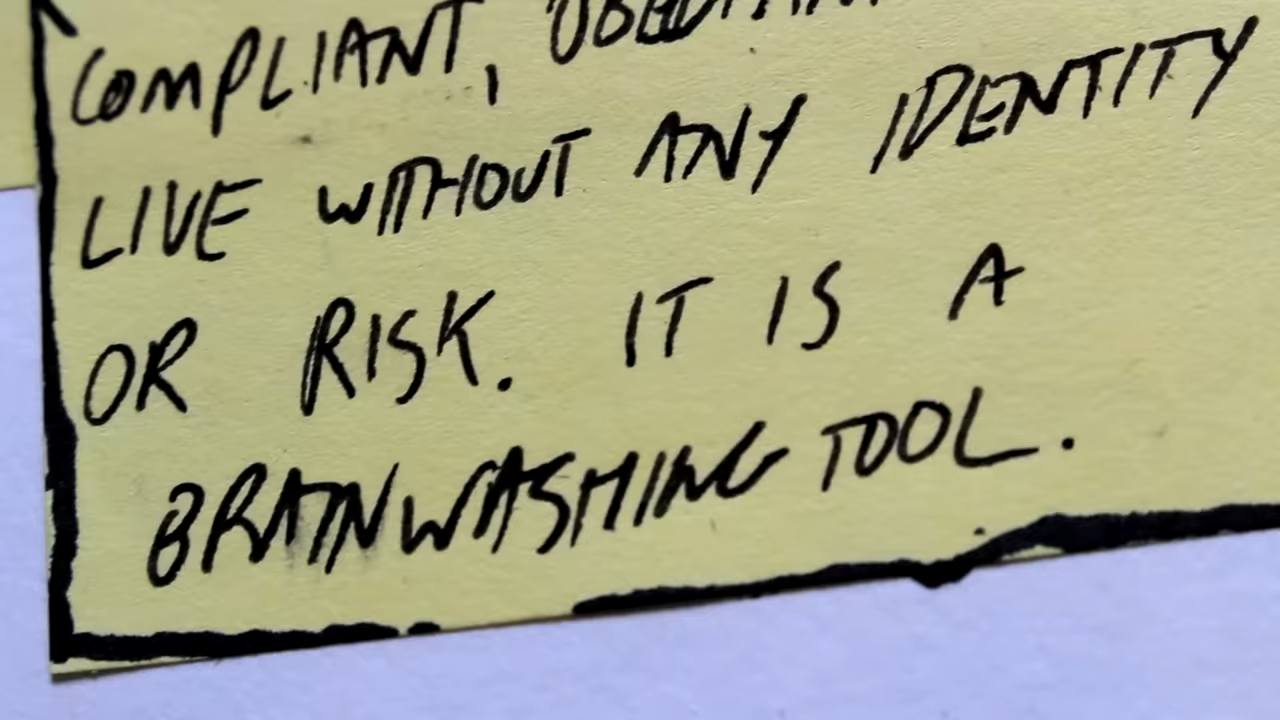 COMPLIANT,
LIVE WITHOUT ANY IDENTITY
OR RISK. IT IS A
BRAINWASHING TOOL.